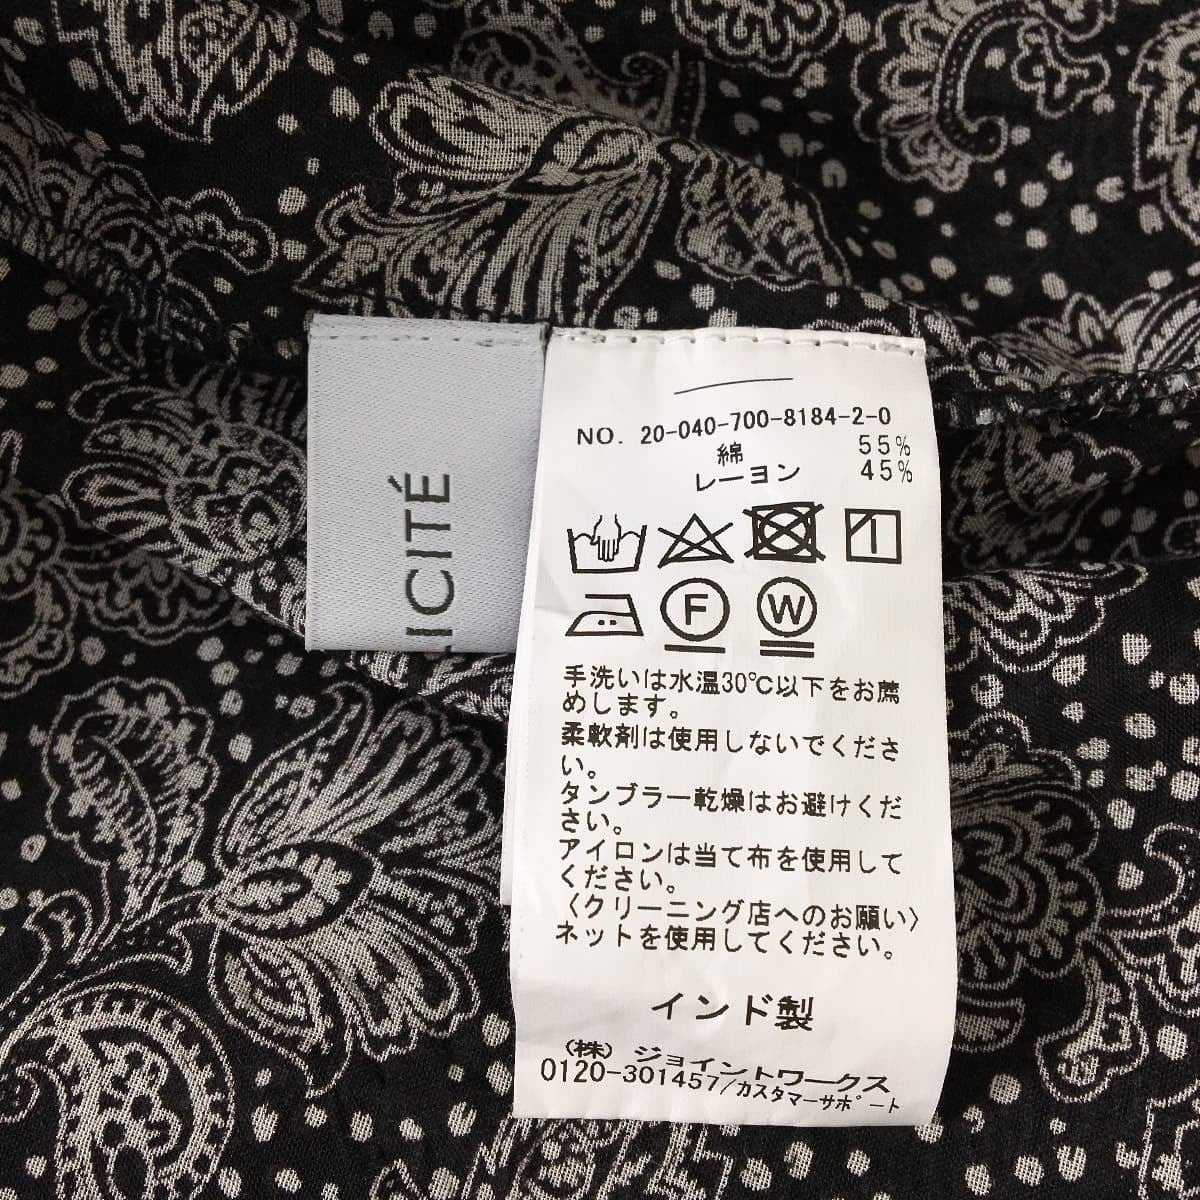 ICITÉ
NO. 20-040-700-8184-2-0
綿 55%
レーヨン 45%
F W
手洗いは水温30℃以下をお薦
めします。
柔軟剤は使用しないでくださ
い。
タンブラー乾燥はお避けくだ
さい。
アイロンは当て布を使用して
ください。
〈クリーニング店へのお願い〉
ネットを使用してください。
インド製
(株) ジョイントワークス
0120-301457/カスタマーサポート